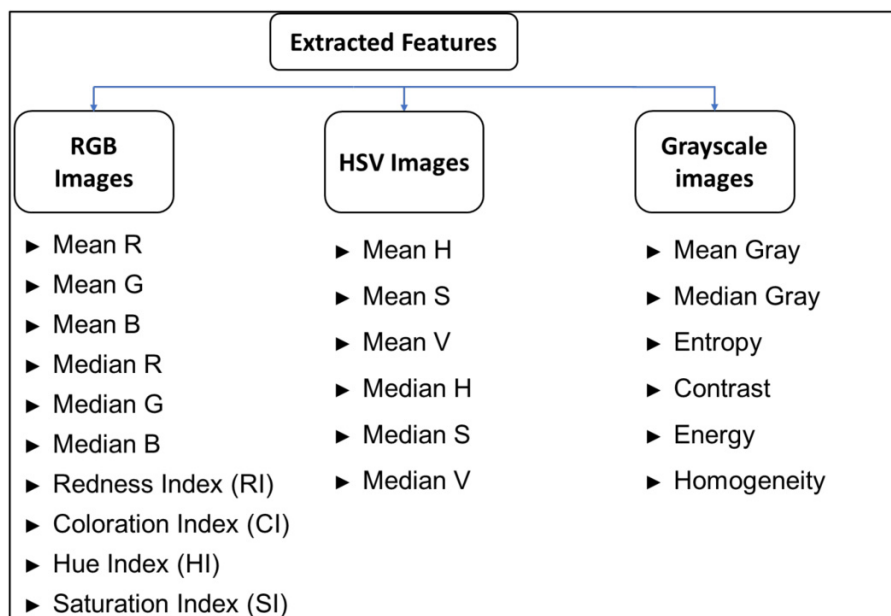 Extracted Features
RGB
Images
Mean R
Mean G
Mean B
Median R
Median G
Median B
Redness Index (RI)
Coloration Index (CI)
Hue Index (HI)
Saturation Index (SI)
HSV Images
Mean H
Mean S
Mean V
Median H
Median S
Median V
Grayscale
images
Mean Gray
Median Gray
Entropy
Contrast
Energy
Homogeneity